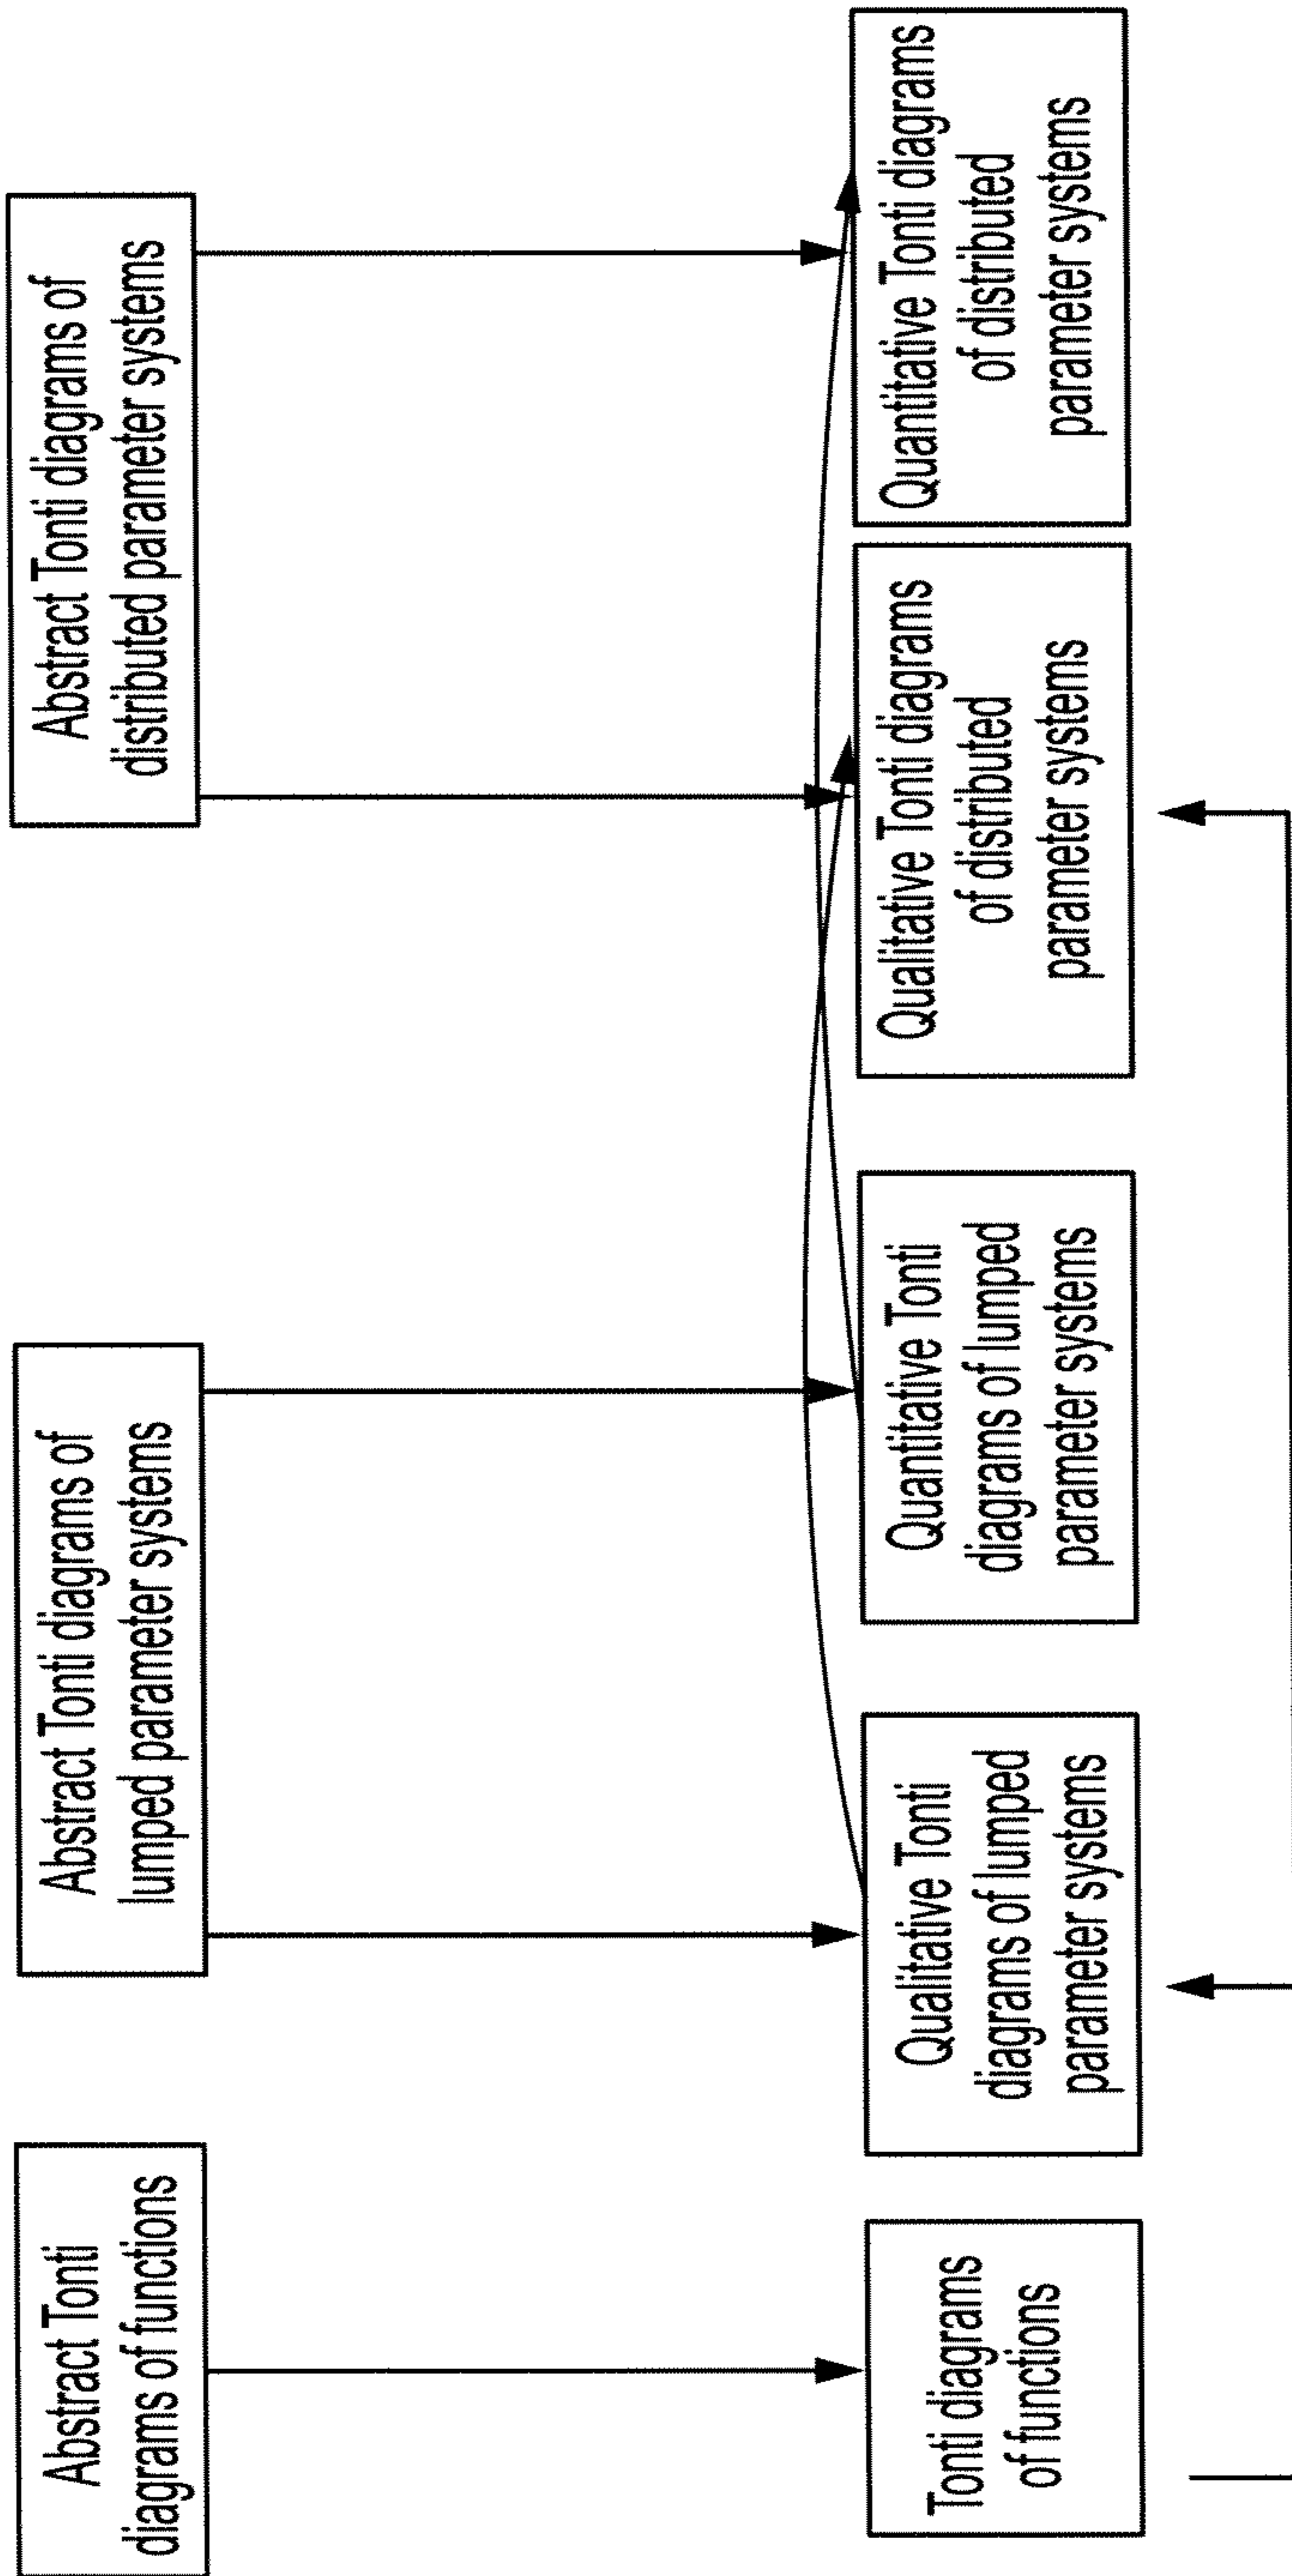 Abstract Tonti
diagrams of functions
Abstract Tonti diagrams of
lumped parameter systems
Abstract Tonti diagrams of
distributed parameter systems
Tonti diagrams
of functions
Qualitative Tonti
diagrams of lumped
parameter systems
Quantitative Tonti
diagrams of lumped
parameter systems
Qualitative Tonti diagrams
of distributed
parameter systems
Quantitative Tonti diagrams
of distributed
parameter systems